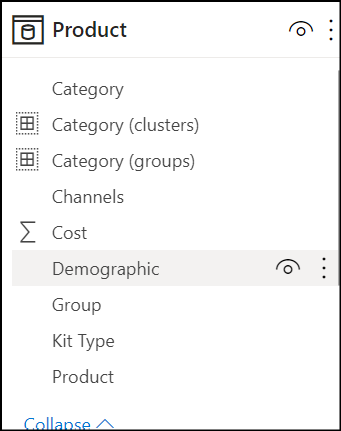 Product
Category
Category (clusters)
Category (groups)
Channels
Cost
Demographic
Group
Kit Type
Product
Collapse